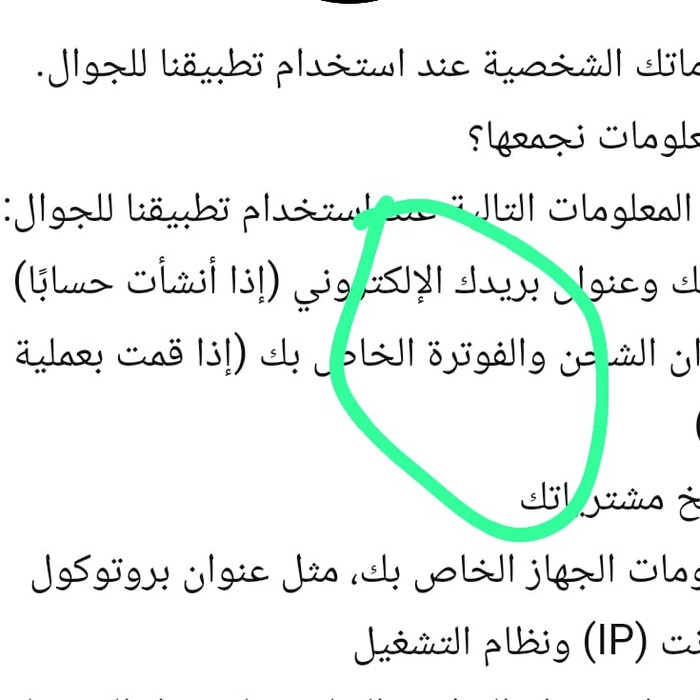 ماتك الشخصية عند استخدام تطبيقنا للجوال.
علومات نجمعها؟
المعلومات التالية عند استخدام تطبيقنا للجوال:
ك وعنوان بريدك الإلكتروني (إذا أنشأت حسابًا)
ان الشحن والفوترة الخاص بك (إذا قمت بعملية
)
خ مشترياتك
ومات الجهاز الخاص بك، مثل عنوان بروتوكول
نت (IP) ونظام التشغيل